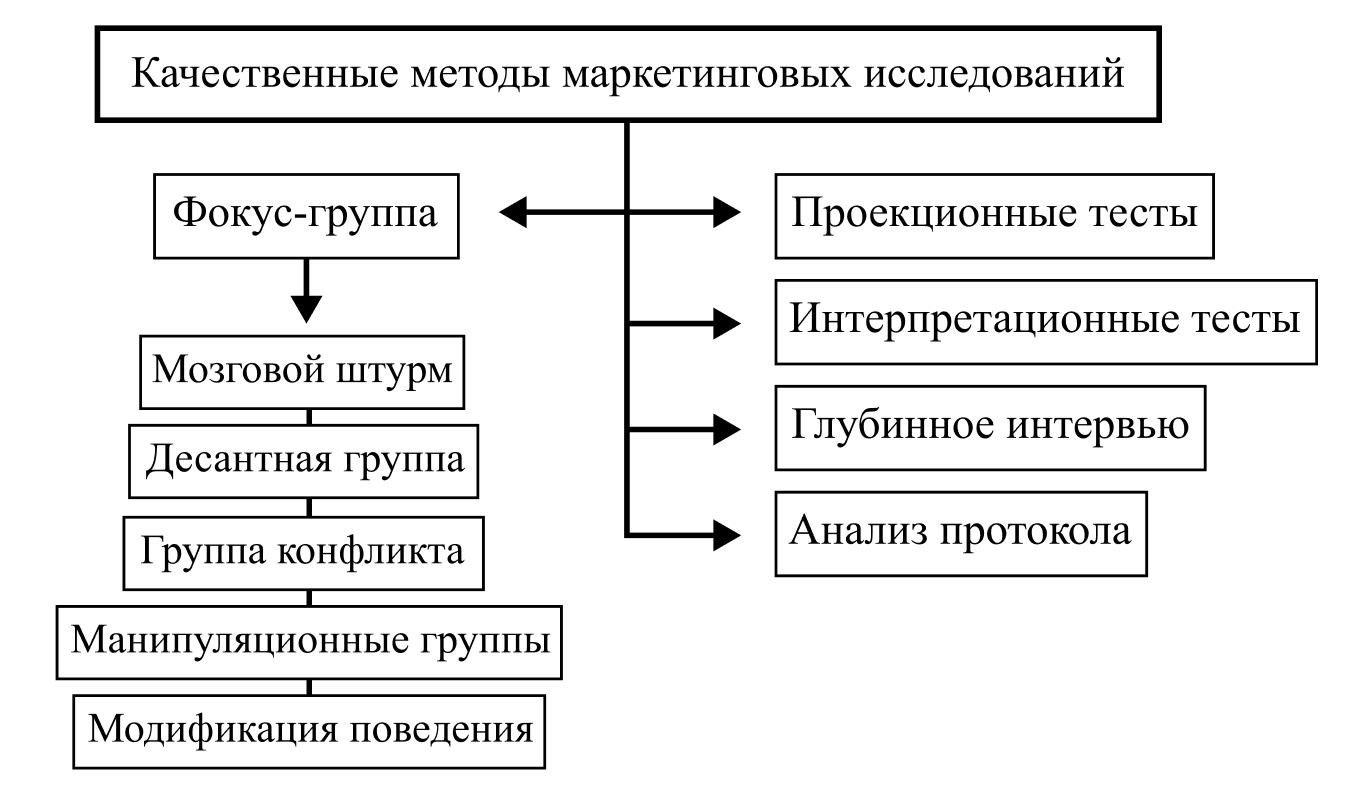 Качественные методы маркетинговых исследований
Фокус-группа
Мозговой штурм
Десантная группа
Группа конфликта
Манипуляционные группы
Модификация поведения
Проекционные тесты
Интерпретационные тесты
Глубинное интервью
Анализ протокола